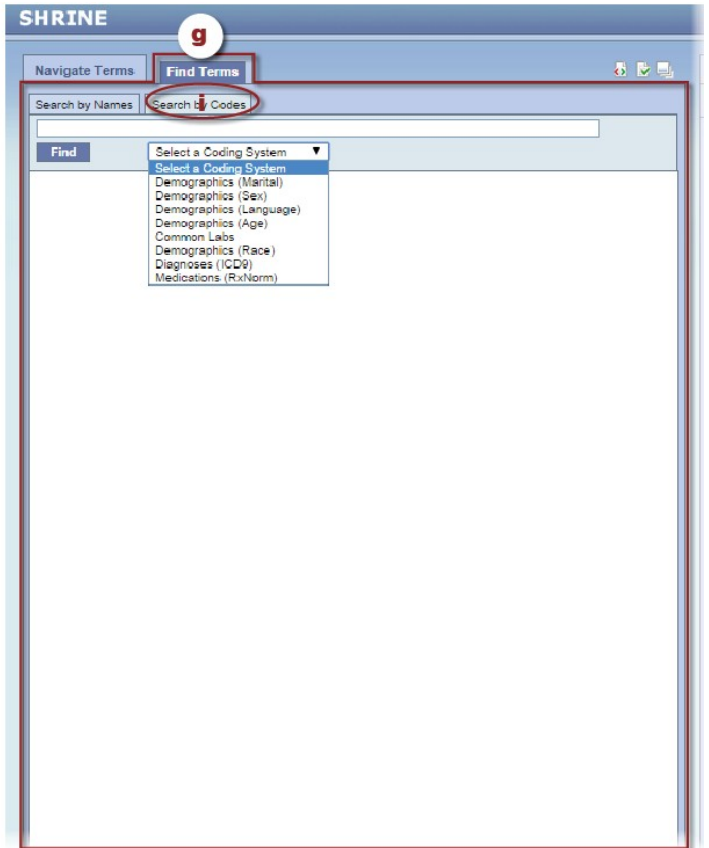 SHRINE
g
Navigate Terms
Find Terms
Search by Names
Search by Codes
i
Find
Select a Coding System
Select a Coding System
Demographics (Marital)
Demographics (Sex)
Demographics (Language)
Demographics (Age)
Common Labs
Demographics (Race)
Diagnoses (ICD9)
Medications (RxNorm)